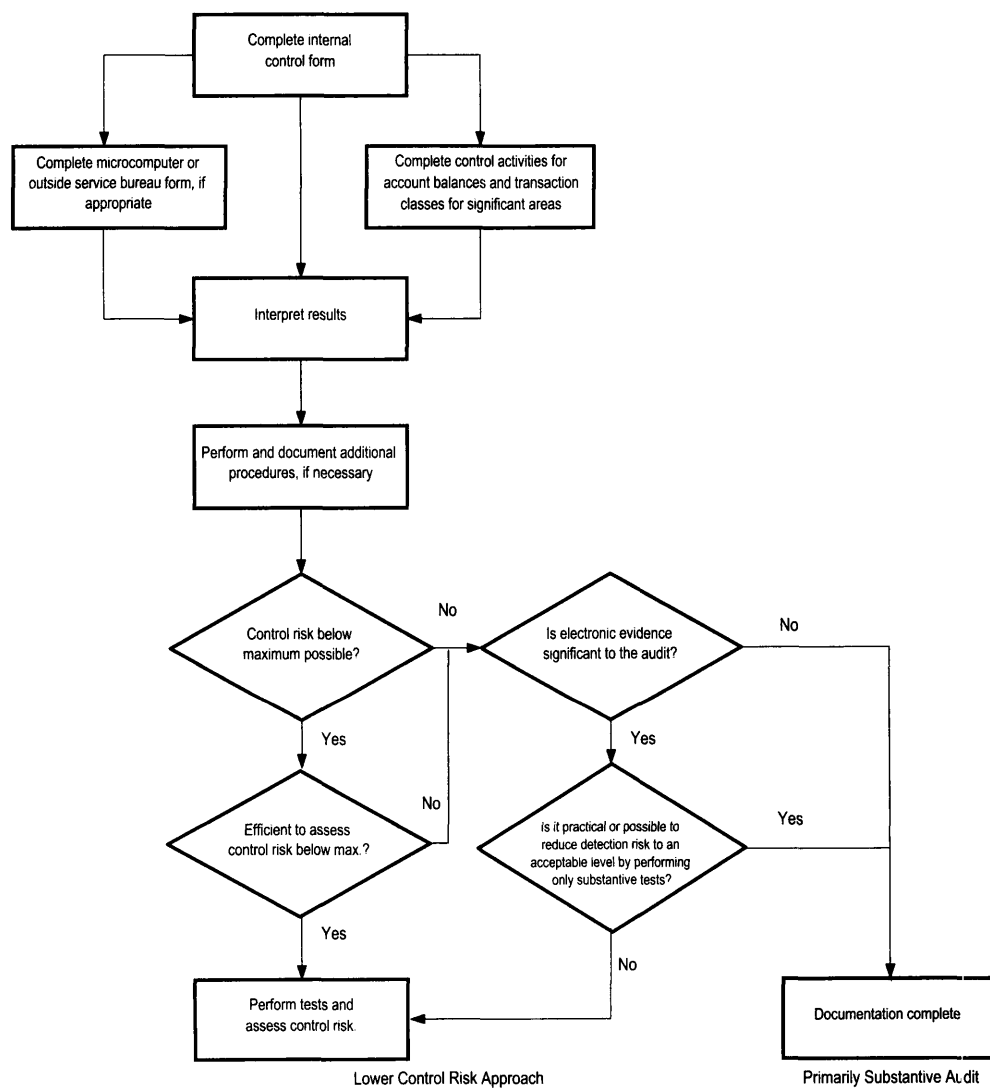 Complete internal
control form
Complete microcomputer or
outside service bureau form, if
appropriate
Complete control activities for
account balances and transaction
classes for significant areas
Interpret results
Perform and document additional
procedures, if necessary
Control risk below
maximum possible?
No
Is electronic evidence
significant to the audit?
No
Yes
Yes
Efficient to assess
control risk below max.?
No
Is it practical or possible to
reduce detection risk to an
acceptable level by performing
only substantive tests?
Yes
Yes
No
Perform tests and
assess control risk.
Documentation complete
Lower Control Risk Approach
Primarily Substantive Audit